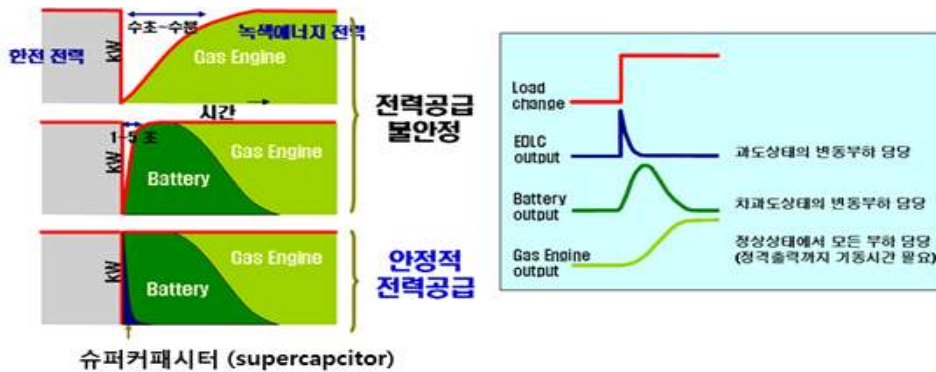 수초~수분
녹색에너지 전력
한전 전력
KW
Gas Engine
시간
1-5 초
KW
Gas Engine
Battery
전력공급
불안정
KW
Gas Engine
Battery
안정적
전력공급
슈퍼커패시터 (supercapcitor)
Load
change
EDLC
output
과도상태의 변동부하 담당
Battery
output
차과도상태의 변동부하 담당
Gas Engine
output
정상상태에서 모든 부하 담당
(정격출력까지 기동시간 필요)